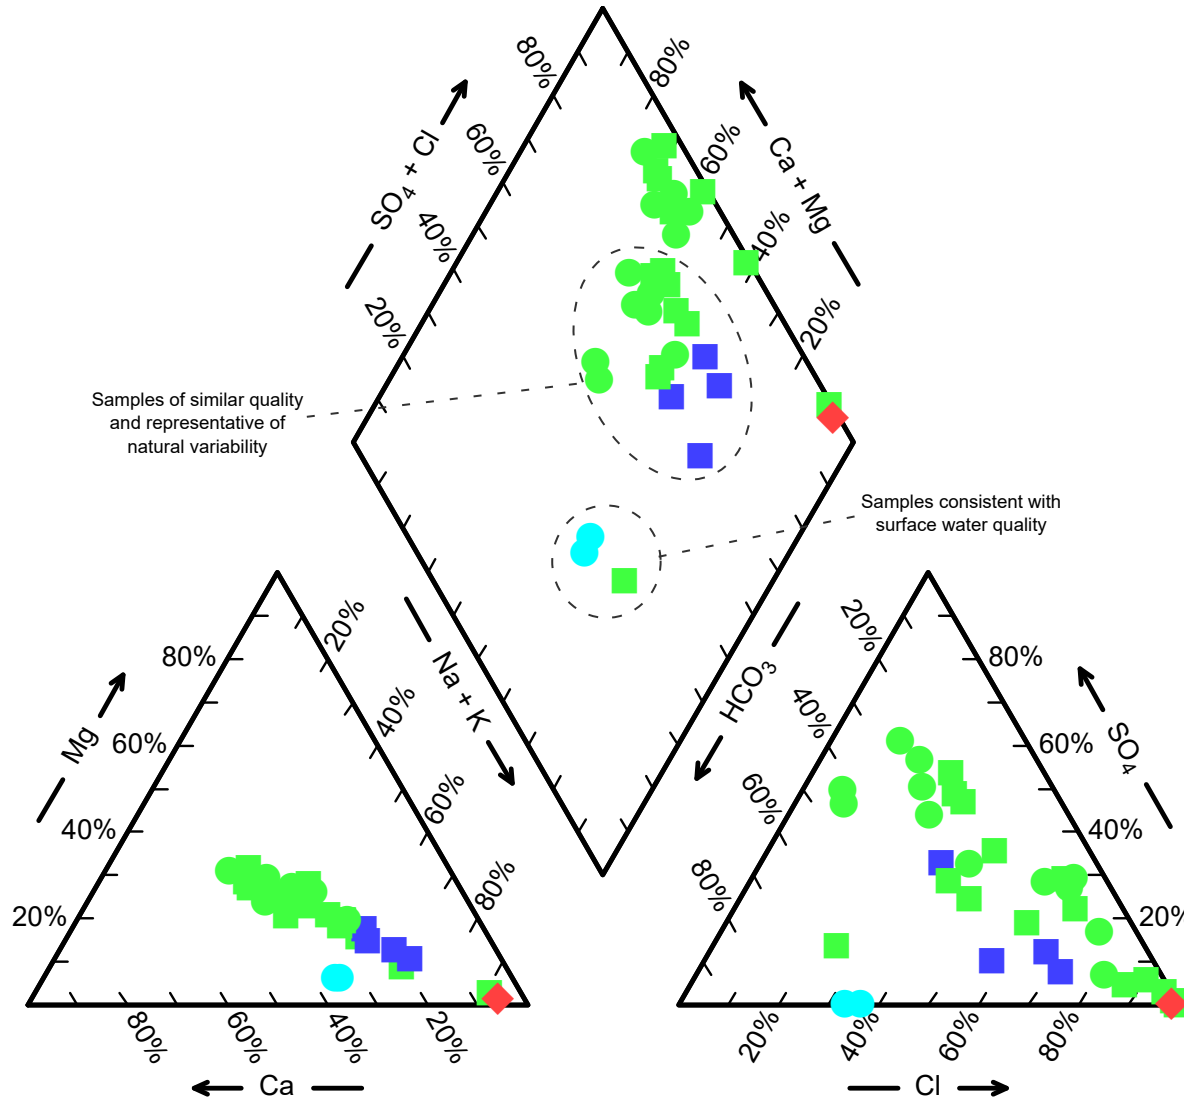 80%
80%
60%
60%
SO4 + Cl
Ca + Mg
40%
40%
20%
20%
Samples of similar quality
and representative of
natural variability
Samples consistent with
surface water quality
Na + K
HCO3
Mg
80%
60%
40%
20%
20%
40%
60%
80%
80%
60%
40%
20%
Ca
20%
40%
60%
80%
80%
60%
40%
20%
SO4
20%
40%
60%
80%
Cl